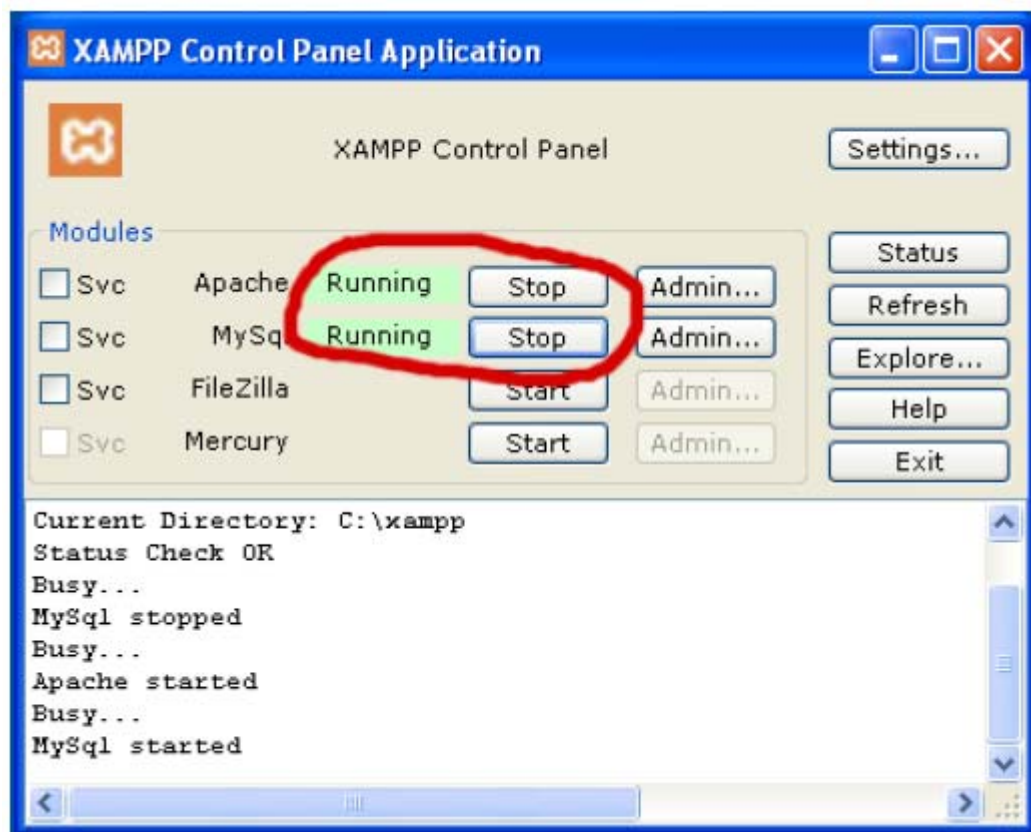 XAMPP Control Panel Application
XAMPP Control Panel
Settings...
Modules
Svc Apache Running Stop Admin...
Svc MySq Running Stop Admin...
Svc FileZilla Start Admin...
Svc Mercury Start Admin...
Status
Refresh
Explore...
Help
Exit
Current Directory: C:\xampp
Status Check OK
Busy...
MySql stopped
Busy...
Apache started
Busy...
MySql started